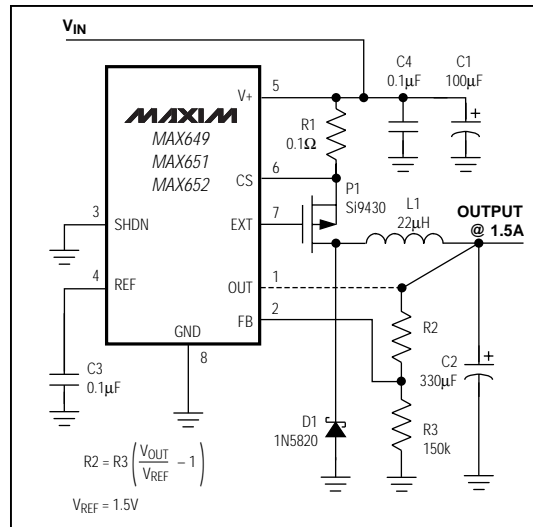 VIN
C4
0.1µF
C1
100µF
+
V+
5
R1
0.1Ω
MAXIM
MAX649
MAX651
MAX652
CS
6
P1
Si9430
L1
22µH
OUTPUT
@ 1.5A
3
SHDN
EXT
7
4
REF
OUT
1
FB
2
R2
GND
8
C2
330µF
+
C3
0.1µF
D1
1N5820
R3
150k
R2 = R3 (VOUT/VREF – 1)
VREF = 1.5V